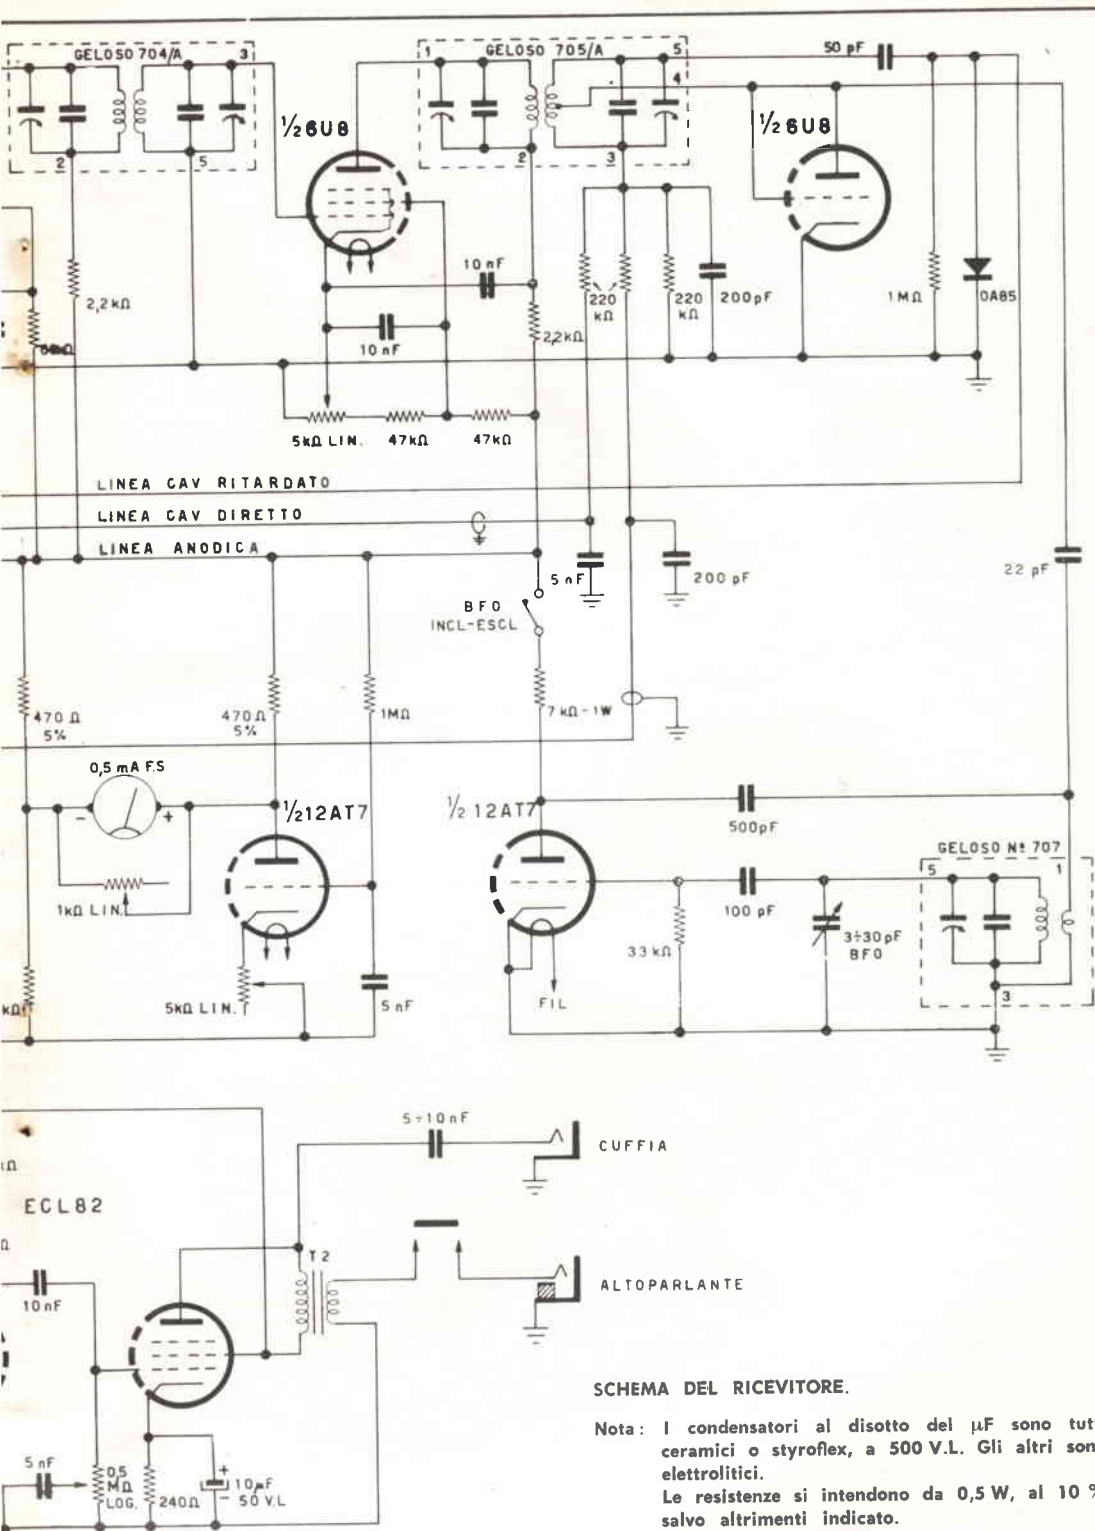 GELOSO 704/A 3
1 GELOSO 705/A 5
50 pF
4
½6U8
½6U8
2
5
2
3
10 nF
2,2kΩ
220 kΩ
220 kΩ
200pF
1MΩ
OA85
10 nF
2,2kΩ
5kΩ LIN. 47kΩ 47kΩ
LINEA CAV RITARDATO
LINEA CAV DIRETTO
LINEA ANODICA
5 nF
200 pF
22 pF
BFO
INCL-ESCL
470 Ω
5%
470 Ω
5%
1MΩ
7 kΩ-1W
0,5 mA F.S
- +
½12AT7
½ 12AT7
500pF
GELOSO Nº 707
5 1
1kΩ LIN.
100 pF
33 kΩ
3÷30pF
BFO
kΩ
5kΩ LIN.
5 nF
FIL
3
5÷10nF
CUFFIA
Ω
ECL82
Ω
T 2
10 nF
ALTOPARLANTE
SCHEMA DEL RICEVITORE.
Nota: I condensatori al disotto del μF sono tut
ceramici o styroflex, a 500 V.L. Gli altri son
elettrolitici.
Le resistenze si intendono da 0,5 W, al 10 %
salvo altrimenti indicato.
5 nF
0,5
MΩ
LOG.
240Ω
+
10μF
- 50 V.L